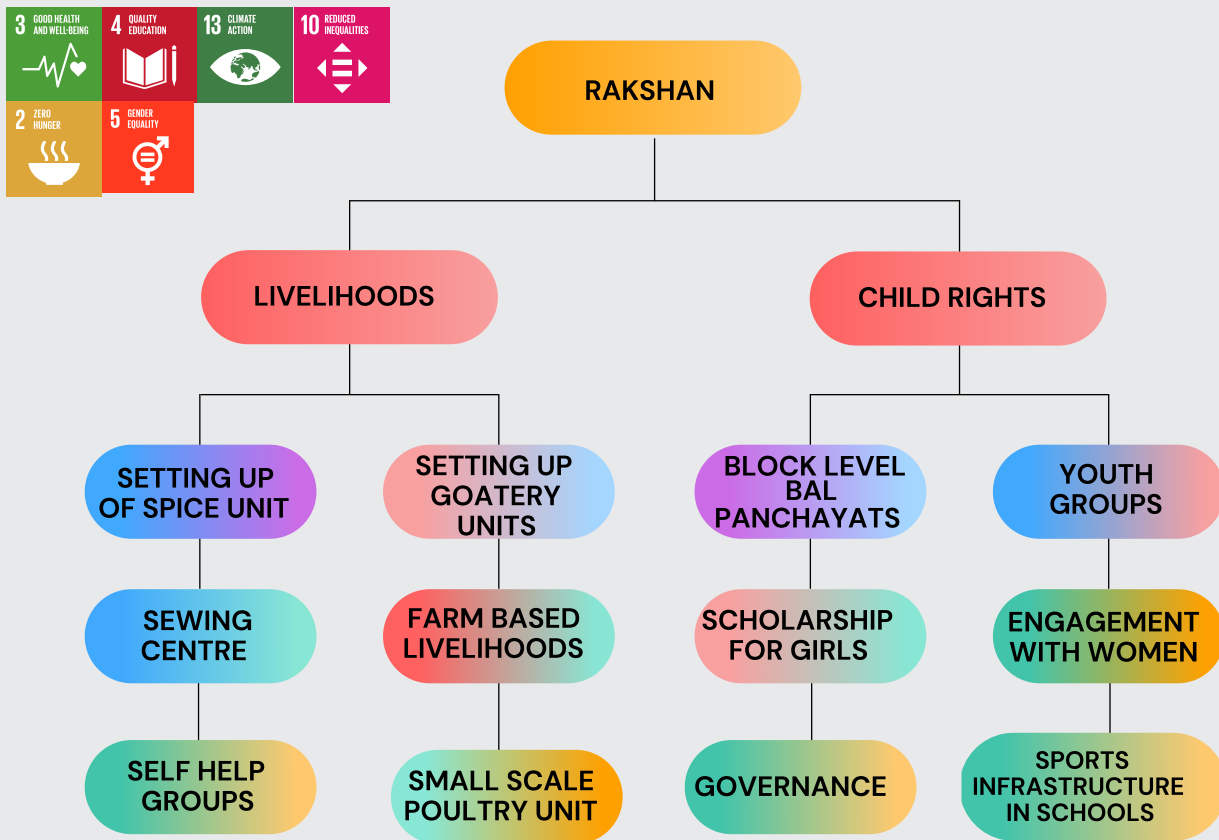 3 GOOD HEALTH
AND WELL-BEING
4 QUALITY
EDUCATION
13 CLIMATE
ACTION
10 REDUCED
INEQUALITIES
2 ZERO
HUNGER
5 GENDER
EQUALITY
RAKSHAN
LIVELIHOODS
CHILD RIGHTS
SETTING UP
OF SPICE UNIT
SETTING UP
GOATERY
UNITS
BLOCK LEVEL
BAL
PANCHAYATS
YOUTH
GROUPS
SEWING
CENTRE
FARM BASED
LIVELIHOODS
SCHOLARSHIP
FOR GIRLS
ENGAGEMENT
WITH WOMEN
SELF HELP
GROUPS
SMALL SCALE
POULTRY UNIT
GOVERNANCE
SPORTS
INFRASTRUCTURE
IN SCHOOLS